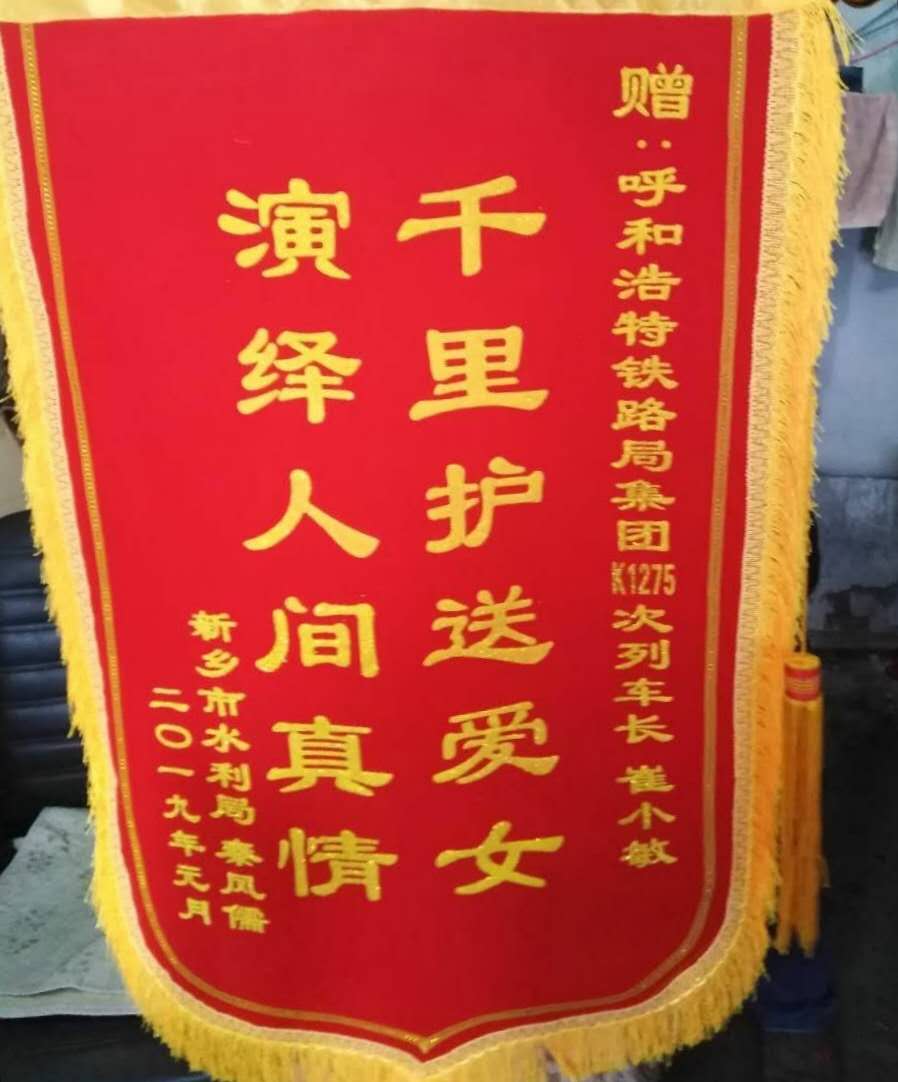 赠：呼和浩特铁路局集团K1275次列车长 崔小敏
千里护送爱女
演绎人间真情
新乡市水利局 秦风儒
二〇一九年元月